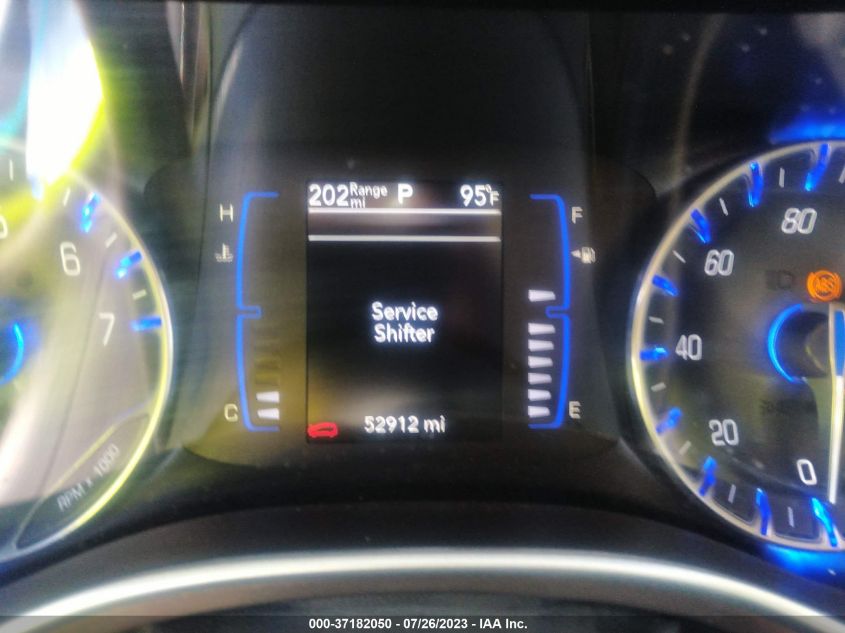 202 Range mi P 95°F
H
F
6
7
80
60
ABS
40
20
0
Service
Shifter
C
E
52912 mi
RPM x 1000
000-37182050 - 07/26/2023 - IAA Inc.